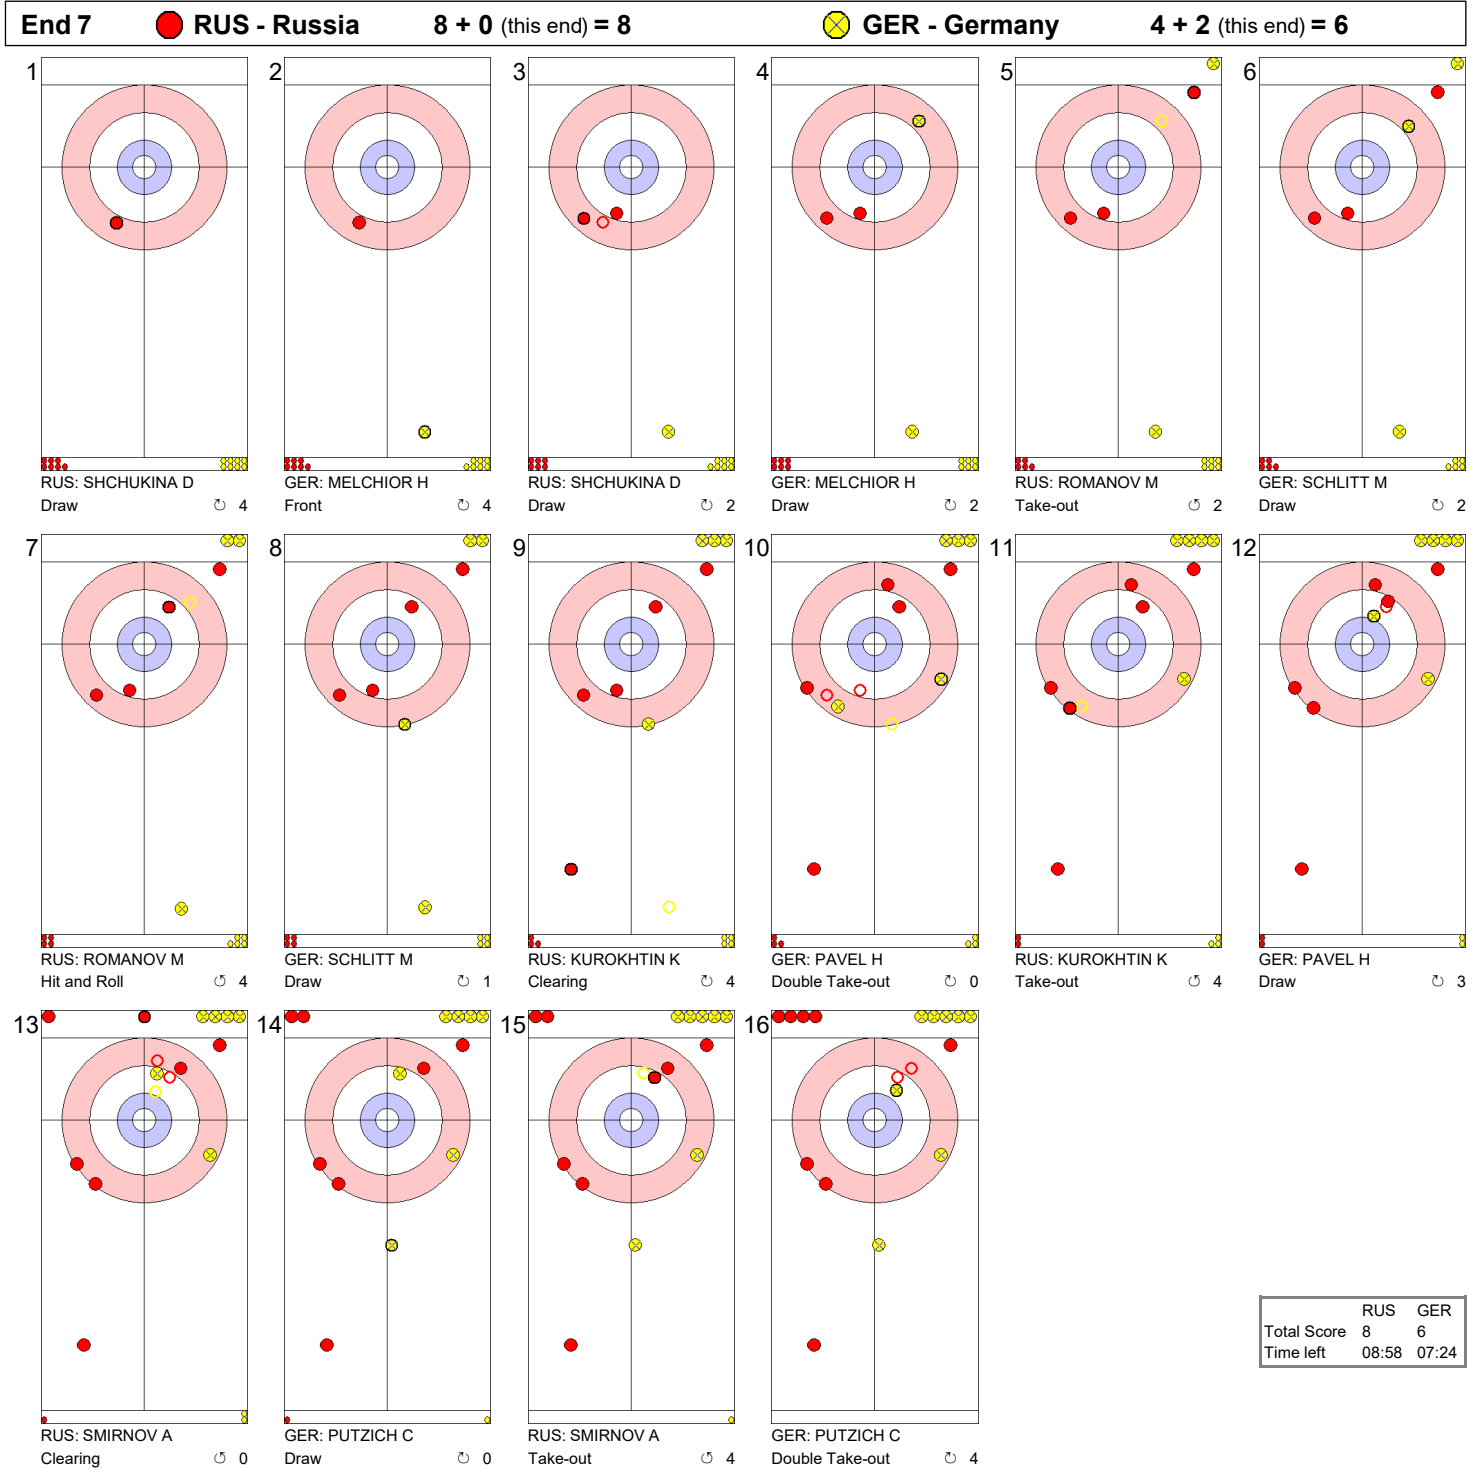 End 7 RUS - Russia 8 + 0 (this end) = 8 GER - Germany 4 + 2 (this end) = 6
1 2 3 4 5 6
RUS: SHCHUKINA D GER: MELCHIOR H RUS: SHCHUKINA D GER: MELCHIOR H RUS: ROMANOV M GER: SCHLITT M
Draw ↻ 4 Front ↻ 4 Draw ↻ 2 Draw ↻ 2 Take-out ↺ 2 Draw ↻ 2
7 8 9 10 11 12
RUS: ROMANOV M GER: SCHLITT M RUS: KUROKHTIN K GER: PAVEL H RUS: KUROKHTIN K GER: PAVEL H
Hit and Roll ↺ 4 Draw ↻ 1 Clearing ↻ 4 Double Take-out ↺ 0 Take-out ↺ 4 Draw ↻ 3
13 14 15 16
RUS GER
Total Score 8 6
Time left 08:58 07:24
RUS: SMIRNOV A GER: PUTZICH C RUS: SMIRNOV A GER: PUTZICH C
Clearing ↺ 0 Draw ↻ 0 Take-out ↺ 4 Double Take-out ↻ 4